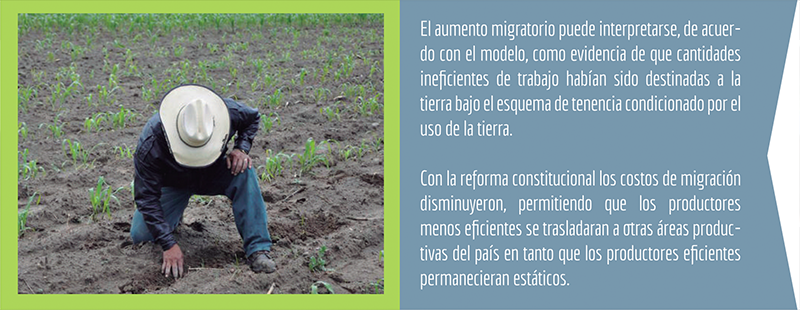 El aumento migratorio puede interpretarse, de acuer-
do con el modelo, como evidencia de que cantidades
ineficientes de trabajo habían sido destinadas a la
tierra bajo el esquema de tenencia condicionado por el
uso de la tierra.
Con la reforma constitucional los costos de migración
disminuyeron, permitiendo que los productores
menos eficientes se trasladaran a otras áreas produc-
tivas del país en tanto que los productores eficientes
permanecieran estáticos.